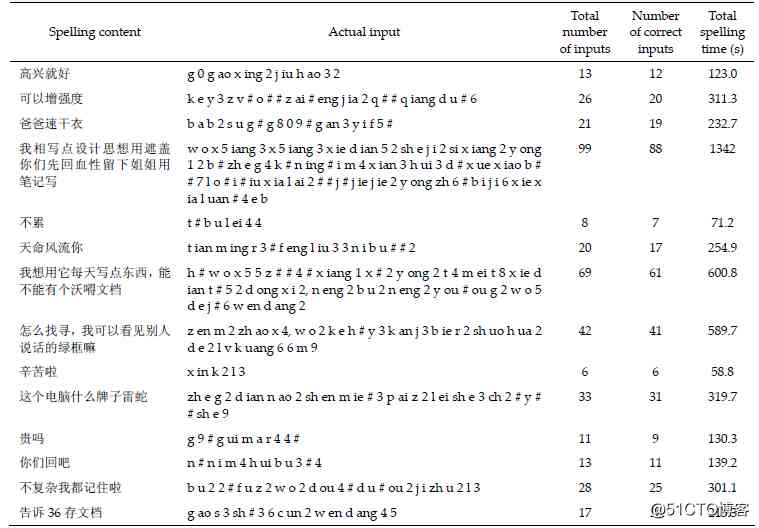 Spelling content Actual input Total number of inputs Number of correct inputs Total spelling time (s)
高兴就好 g 0 g ao x ing 2 j iu h ao 3 2 13 12 123.0
可以增强度 k e y 3 z v # o # # z ai # eng j ia 2 q # # q iang d u # 6 26 20 311.3
爸爸速干衣 b a b 2 s u g # g 8 0 9 # g an 3 y i f 5 # 21 19 232.7
我相写点设计思想用遮盖 w o x 5 iang 3 x 5 iang 3 x ie d ian 5 2 sh e j i 2 s i x iang 2 y ong 99 88 1342
你们先回血性留下姐姐用 1 2 b # zh e g 4 k # n ing # i m 4 x ian 3 h ui 3 d # x ue x iao b #
笔记写 # 7 l o # i # iu x ia l ai 2 # # j # j ie j ie 2 y ong zh 6 # b i j i 6 x ie x
ia l uan # 4 e b
不累 t # b u l ei 4 4 8 7 71.2
天命风流你 t ian m ing r 3 # f eng l iu 3 3 n i b u # # 2 20 17 254.9
我想用它每天写点东西，能 h # w o x 5 5 z # # 4 # x iang 1 x # 2 y ong 2 t 4 m ei t 8 x ie d 69 61 600.8
不能有个沃嚼文档 ian t # 5 2 d ong x i 2, n eng 2 b u 2 n eng 2 y ou # ou g 2 w o 5
d e j # 6 w en d ang 2
怎么找寻，我可以看见别人 z en m 2 zh ao x 4, w o 2 k e h # y 3 k an j 3 b ie r 2 sh uo h ua 2 42 41 589.7
说话的绿框嘛 d e 2 l v k uang 6 6 m 9
辛苦啦 x in k 2 1 3 6 6 58.8
这个电脑什么牌子雷蛇 zh e g 2 d ian n ao 2 sh en m ie # 3 p ai z 2 l ei sh e 3 ch 2 # y # 33 31 319.7
# sh e 9
贵吗 g 9 # g ui m a r 4 4 # 11 9 130.3
你们回吧 n # n i m 4 h ui b u 3 # 4 13 11 139.2
不复杂我都记住啦 b u 2 2 # f u z 2 w o 2 d ou 4 # d u # ou 2 j i zh u 2 1 3 28 25 301.1
告诉 36 存文档 g ao s 3 sh # 3 6 c un 2 w en d ang 4 5 17
@51CTO博客